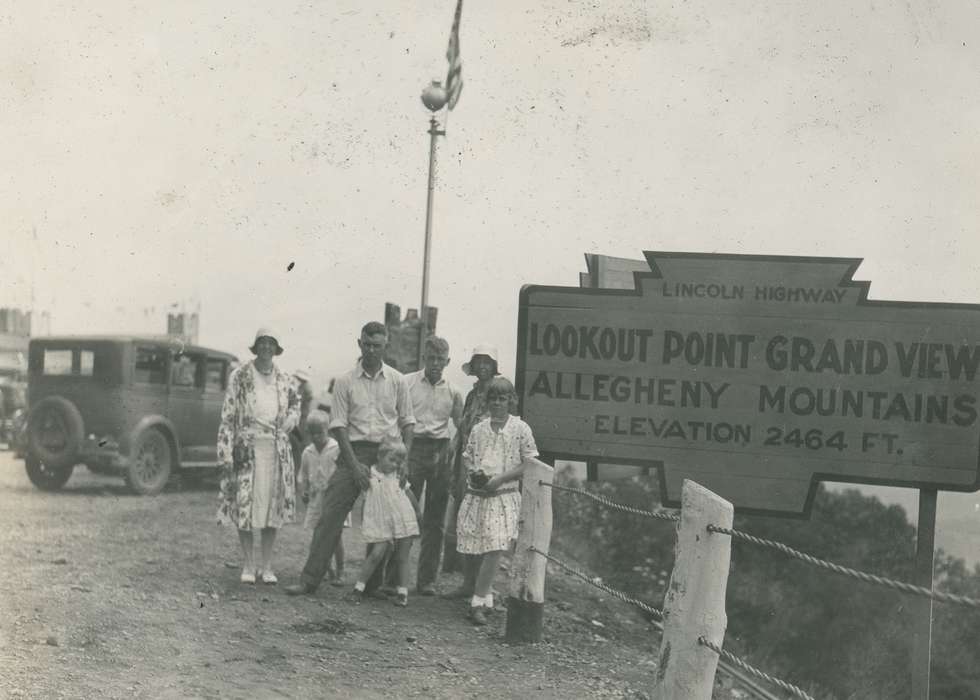 LINCOLN HIGHWAY
LOOKOUT POINT GRAND VIEW
ALLEGHENY MOUNTAINS
ELEVATION 2464 FT.